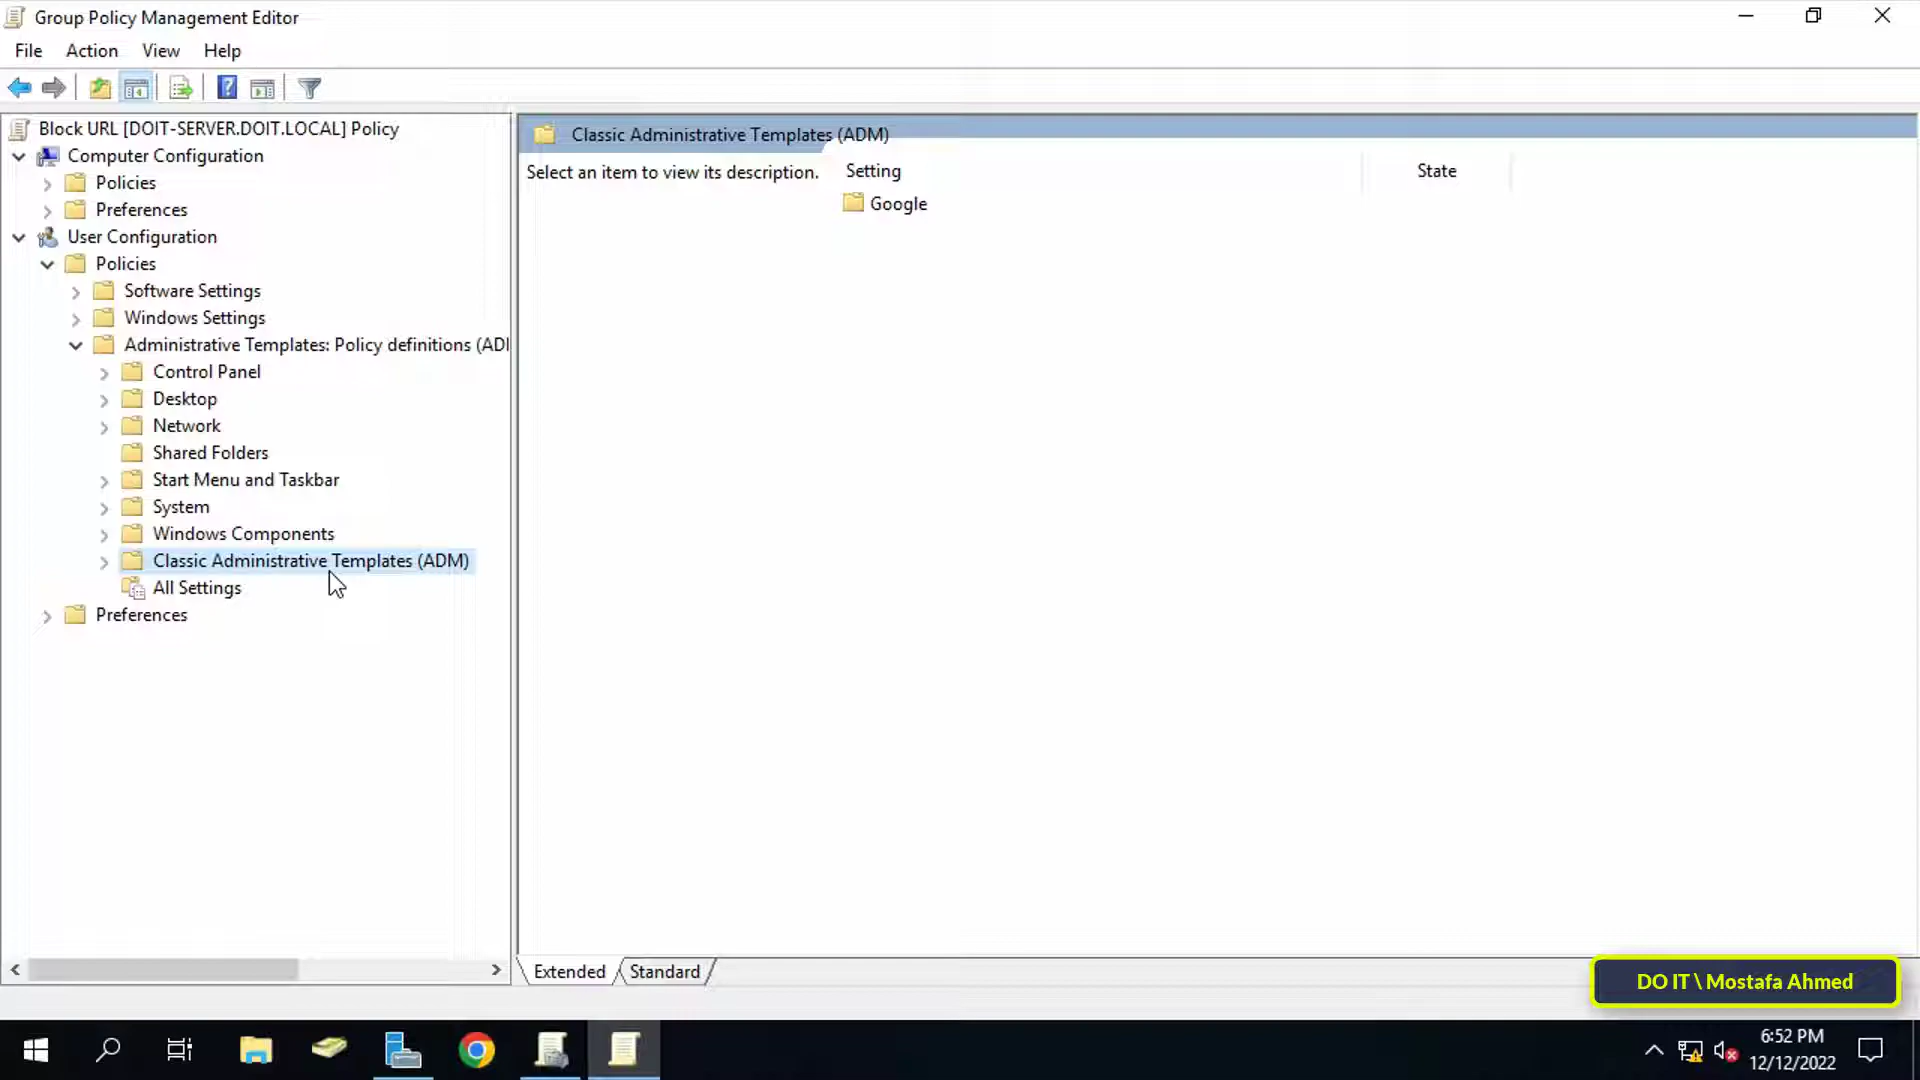 Group Policy Management Editor
File Action View Help
Block URL [DOIT-SERVER.DOIT.LOCAL] Policy
Computer Configuration
Policies
Preferences
User Configuration
Policies
Software Settings
Windows Settings
Administrative Templates: Policy definitions (ADI
Control Panel
Desktop
Network
Shared Folders
Start Menu and Taskbar
System
Windows Components
Classic Administrative Templates (ADM)
All Settings
Preferences
Classic Administrative Templates (ADM)
Select an item to view its description.
Setting State
Google
Extended Standard
DO IT \ Mostafa Ahmed
6:52 PM
12/12/2022